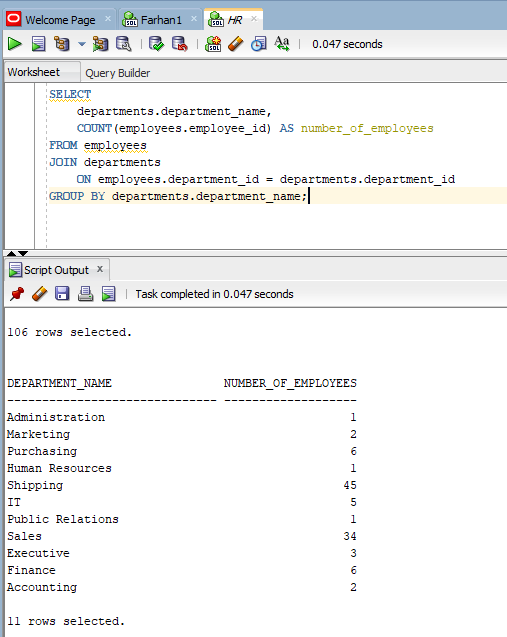 Welcome Page × Farhan1 × HR ×
0.047 seconds
Worksheet Query Builder
SELECT
departments.department_name,
COUNT(employees.employee_id) AS number_of_employees
FROM employees
JOIN departments
ON employees.department_id = departments.department_id
GROUP BY departments.department_name;
Script Output ×
Task completed in 0.047 seconds
106 rows selected.
DEPARTMENT_NAME NUMBER_OF_EMPLOYEES
------------------------------ -------------------
Administration 1
Marketing 2
Purchasing 6
Human Resources 1
Shipping 45
IT 5
Public Relations 1
Sales 34
Executive 3
Finance 6
Accounting 2
11 rows selected.